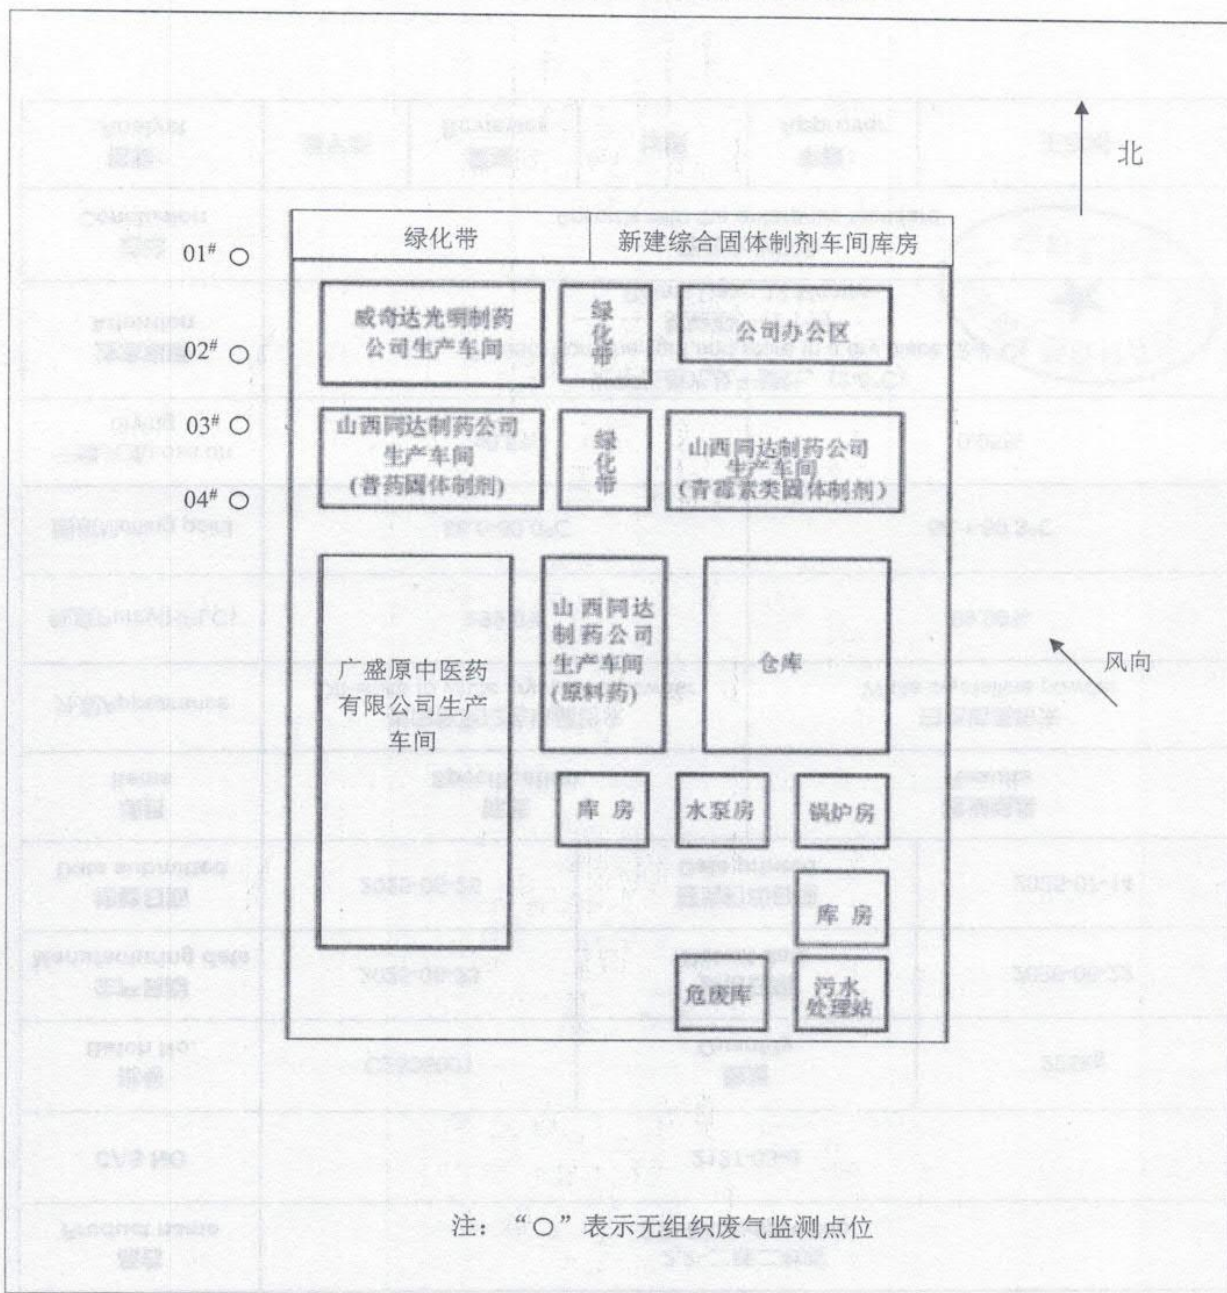 北
绿化带
新建综合固体制剂车间库房
01# ○
威奇达光明制药
公司生产车间
绿
化
带
公司办公区
02# ○
03# ○
山西同达制药公司
生产车间
(普药固体制剂)
绿
化
带
山西同达制药公司
生产车间
(青霉素类固体制剂)
04# ○
广盛原中医药
有限公司生产
车间
山西同达
制药公司
生产车间
(原料药)
仓库
风向
库 房
水泵房
锅炉房
库 房
危废库
污水
处理站
注：“○”表示无组织废气监测点位